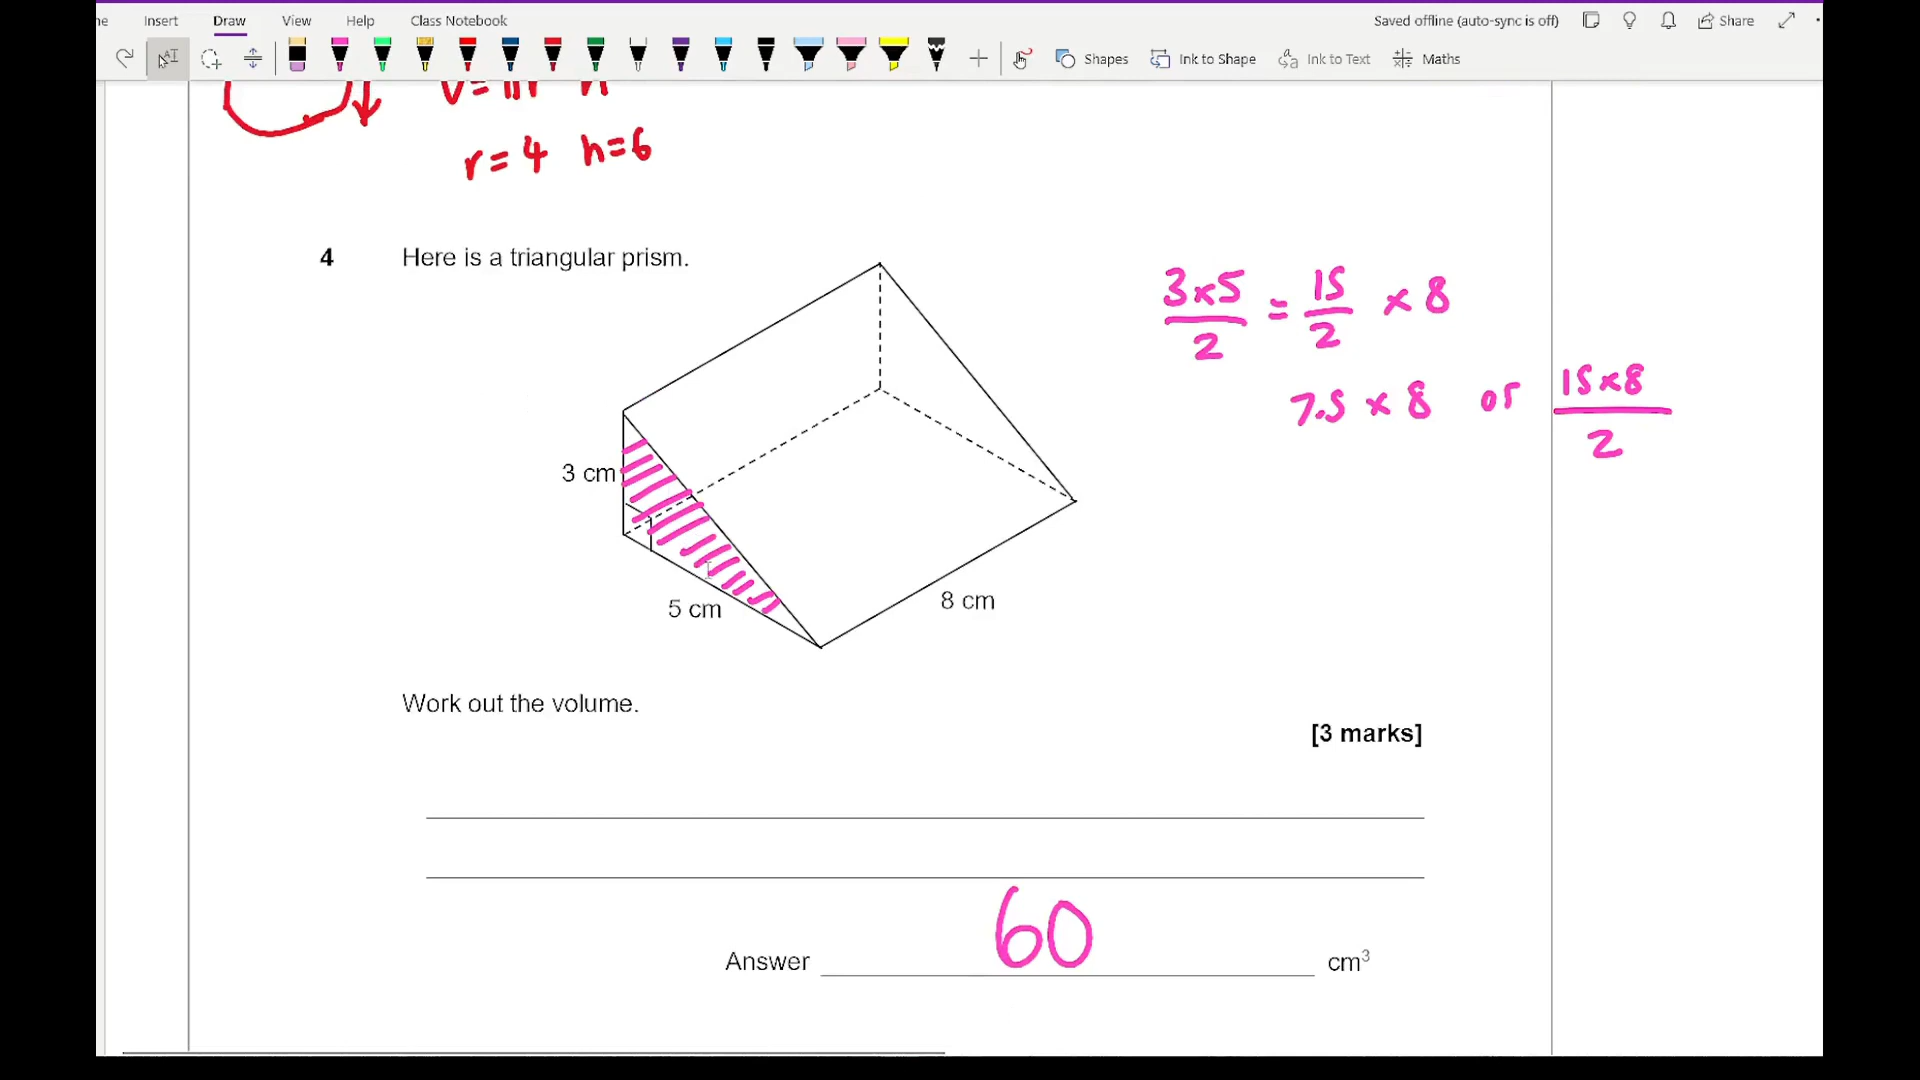 Insert Draw View Help Class Notebook Saved offline (auto-sync is off) Share
Shapes Ink to Shape Ink to Text Maths
r = 4 h = 6
4 Here is a triangular prism.
3×5/2 = 15/2 × 8
7.5 × 8 or 15×8/2
3 cm
5 cm
8 cm
Work out the volume.
[3 marks]
60
Answer cm³